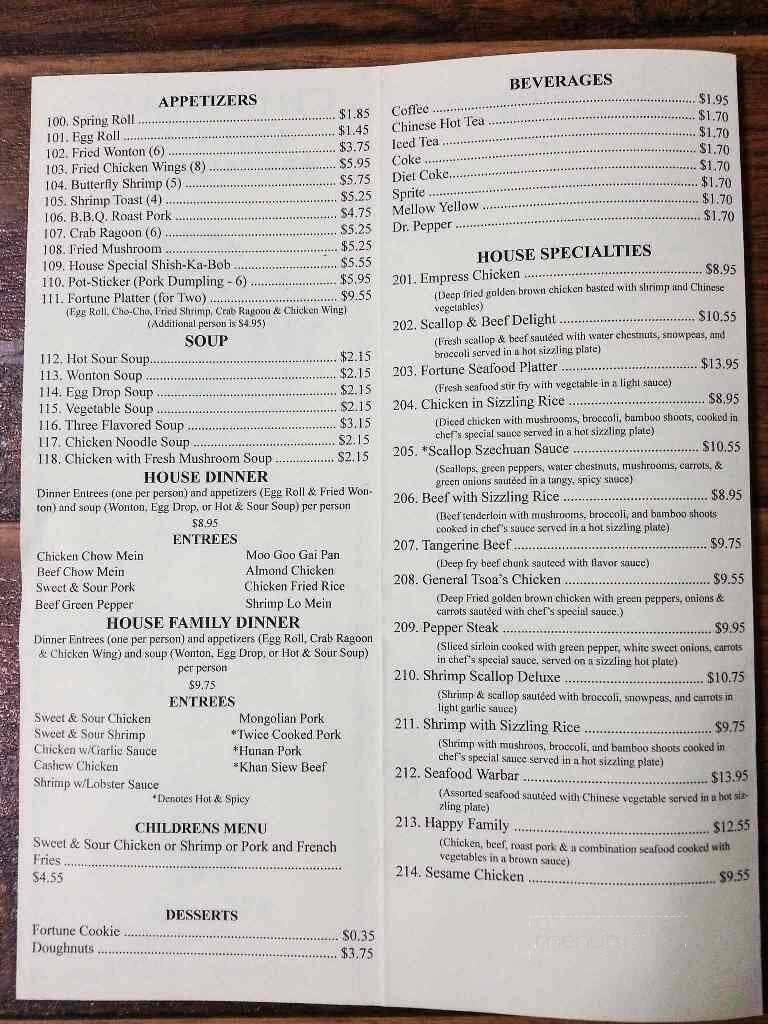 APPETIZERS
100. Spring Roll ........ $1.85
101. Egg Roll ........ $1.45
102. Fried Wonton (6) ........ $3.75
103. Fried Chicken Wings (8) ........ $5.95
104. Butterfly Shrimp (5) ........ $5.75
105. Shrimp Toast (4) ........ $5.25
106. B.B.Q. Roast Pork ........ $4.75
107. Crab Ragoon (6) ........ $5.25
108. Fried Mushroom ........ $5.25
109. House Special Shish-Ka-Bob ........ $5.55
110. Pot-Sticker (Pork Dumpling - 6) ........ $5.95
111. Fortune Platter (for Two) ........ $9.55
(Egg Roll, Cho-Cho, Fried Shrimp, Crab Ragoon & Chicken Wing)
(Additional person is $4.95)
SOUP
112. Hot Sour Soup........ $2.15
113. Wonton Soup ........ $2.15
114. Egg Drop Soup ........ $2.15
115. Vegetable Soup ........ $2.15
116. Three Flavored Soup ........ $3.15
117. Chicken Noodle Soup ........ $2.15
118. Chicken with Fresh Mushroom Soup ........ $2.15
HOUSE DINNER
Dinner Entrees (one per person) and appetizers (Egg Roll & Fried Won-
ton) and soup (Wonton, Egg Drop, or Hot & Sour Soup) per person
$8.95
ENTREES
Chicken Chow Mein Moo Goo Gai Pan
Beef Chow Mein Almond Chicken
Sweet & Sour Pork Chicken Fried Rice
Beef Green Pepper Shrimp Lo Mein
HOUSE FAMILY DINNER
Dinner Entrees (one per person) and appetizers (Egg Roll, Crab Ragoon
& Chicken Wing) and soup (Wonton, Egg Drop, or Hot & Sour Soup)
per person
$9.75
ENTREES
Sweet & Sour Chicken Mongolian Pork
Sweet & Sour Shrimp *Twice Cooked Pork
Chicken w/Garlic Sauce *Hunan Pork
Cashew Chicken *Khan Siew Beef
Shrimp w/Lobster Sauce
*Denotes Hot & Spicy
CHILDRENS MENU
Sweet & Sour Chicken or Shrimp or Pork and French
Fries ........
$4.55
DESSERTS
Fortune Cookie ........ $0.35
Doughnuts ........ $3.75
BEVERAGES
Coffee ........ $1.95
Chinese Hot Tea ........ $1.70
Iced Tea ........ $1.70
Coke ........ $1.70
Diet Coke........ $1.70
Sprite ........ $1.70
Mellow Yellow ........ $1.70
Dr. Pepper ........ $1.70
HOUSE SPECIALTIES
201. Empress Chicken ........ $8.95
(Deep fried golden brown chicken basted with shrimp and Chinese
vegetables)
202. Scallop & Beef Delight ........ $10.55
(Fresh scallop & beef sautéed with water chestnuts, snowpeas, and
broccoli served in a hot sizzling plate)
203. Fortune Seafood Platter ........ $13.95
(Fresh seafood stir fry with vegetable in a light sauce)
204. Chicken in Sizzling Rice ........ $8.95
(Diced chicken with mushrooms, broccoli, bamboo shoots, cooked in
chef's special sauce served in a hot sizzling plate)
205. *Scallop Szechuan Sauce ........ $10.55
(Scallops, green peppers, water chestnuts, mushrooms, carrots, &
green onions sautéed in a tangy, spicy sauce)
206. Beef with Sizzling Rice ........ $8.95
(Beef tenderloin with mushrooms, broccoli, and bamboo shoots
cooked in chef's sauce served in a hot sizzling plate)
207. Tangerine Beef ........ $9.75
(Deep fry beef chunk sauteed with flavor sauce)
208. General Tsoa's Chicken ........ $9.55
(Deep Fried golden brown chicken with green peppers, onions &
carrots sautéed with chef's special sauce.)
209. Pepper Steak ........ $9.95
(Sliced sirloin cooked with green pepper, white sweet onions, carrots
in chef's special sauce, served on a sizzling hot plate)
210. Shrimp Scallop Deluxe ........ $10.75
(Shrimp & scallop sautéed with broccoli, snowpeas, and carrots in
light garlic sauce)
211. Shrimp with Sizzling Rice ........ $9.75
(Shrimp with mushroos, broccoli, and bamboo shoots cooked in
chef's special sauce served in a hot sizzling plate)
212. Seafood Warbar ........ $13.95
(Assorted seafood sautéed with Chinese vegetable served in a hot siz-
zling plate)
213. Happy Family ........ $12.55
(Chicken, beef, roast pork & a combination seafood cooked with
vegetables in a brown sauce)
214. Sesame Chicken ........ $9.55